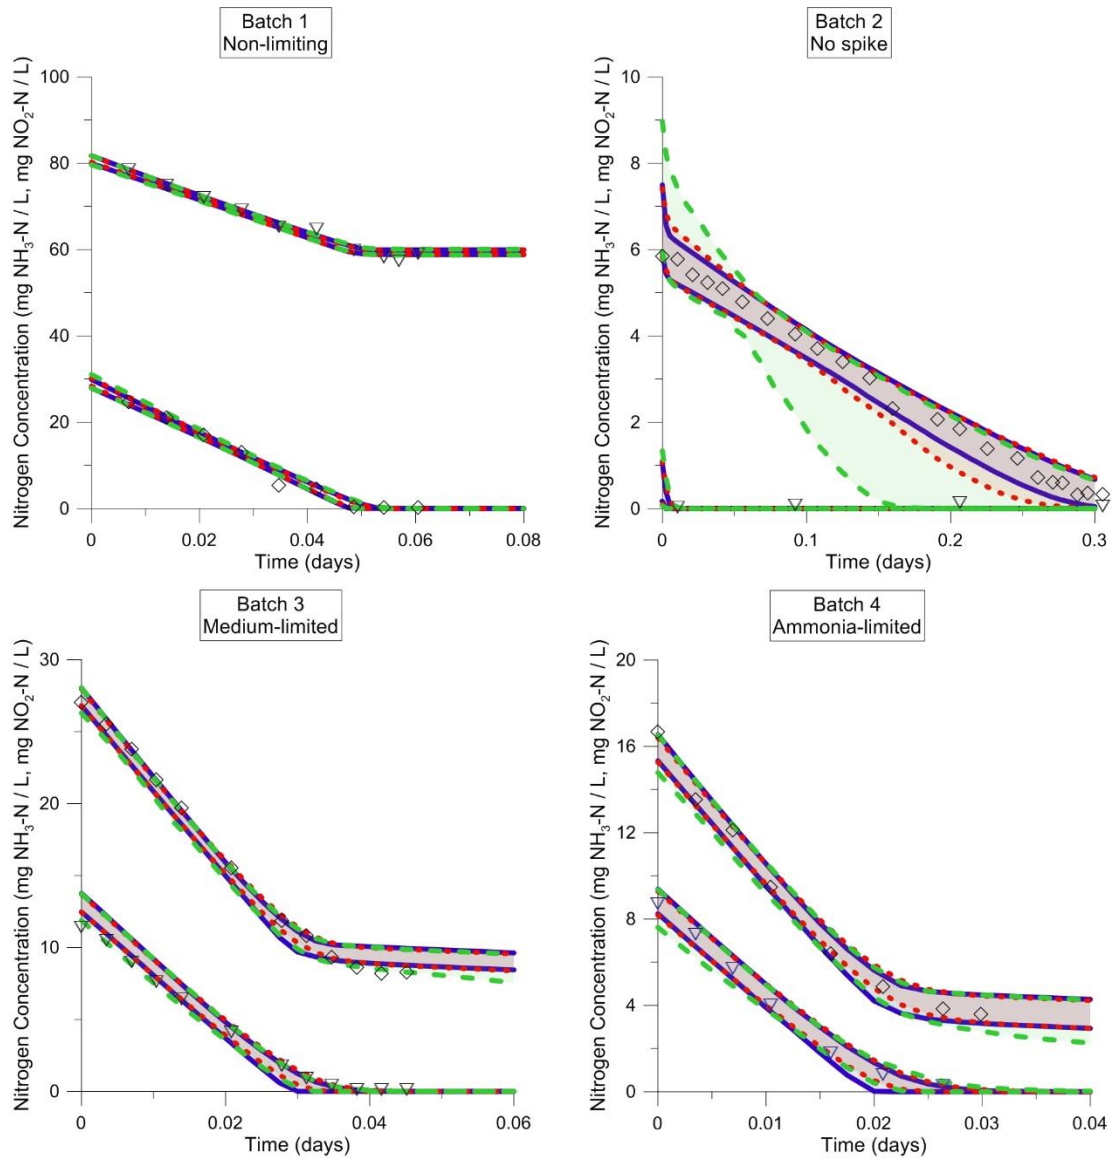 Batch 1
Non-limiting
Nitrogen Concentration (mg NH₃-N / L, mg NO₂-N / L)
100
80
60
40
20
0
0 0.02 0.04 0.06 0.08
Time (days)
Batch 2
No spike
Nitrogen Concentration (mg NH₃-N / L, mg NO₂-N / L)
10
8
6
4
2
0
0 0.1 0.2 0.3
Time (days)
Batch 3
Medium-limited
Nitrogen Concentration (mg NH₃-N / L, mg NO₂-N / L)
30
20
10
0
0 0.02 0.04 0.06
Time (days)
Batch 4
Ammonia-limited
Nitrogen Concentration (mg NH₃-N / L, mg NO₂-N / L)
20
16
12
8
4
0
0 0.01 0.02 0.03 0.04
Time (days)